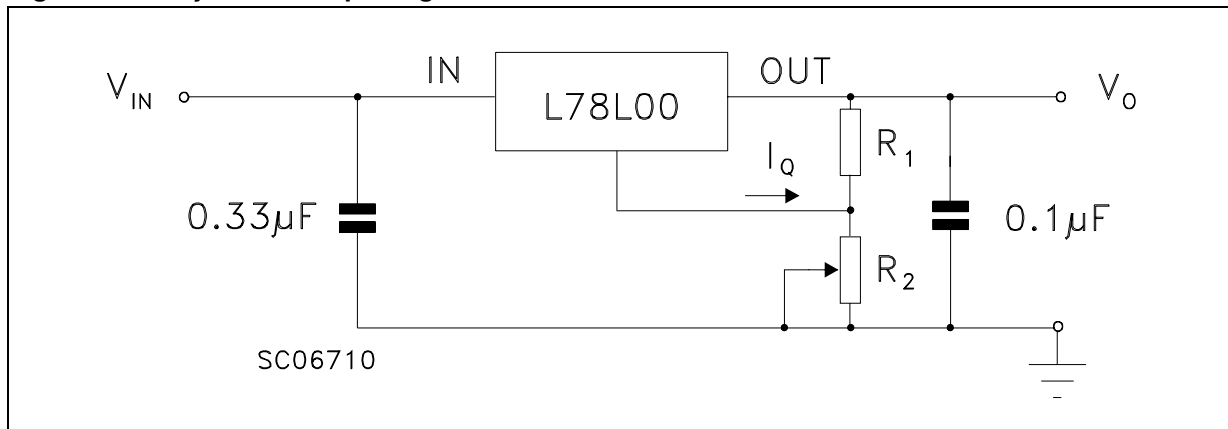 IN
OUT
V_IN
L78L00
V_O
R_1
I_Q
0.33µF
0.1µF
R_2
SC06710